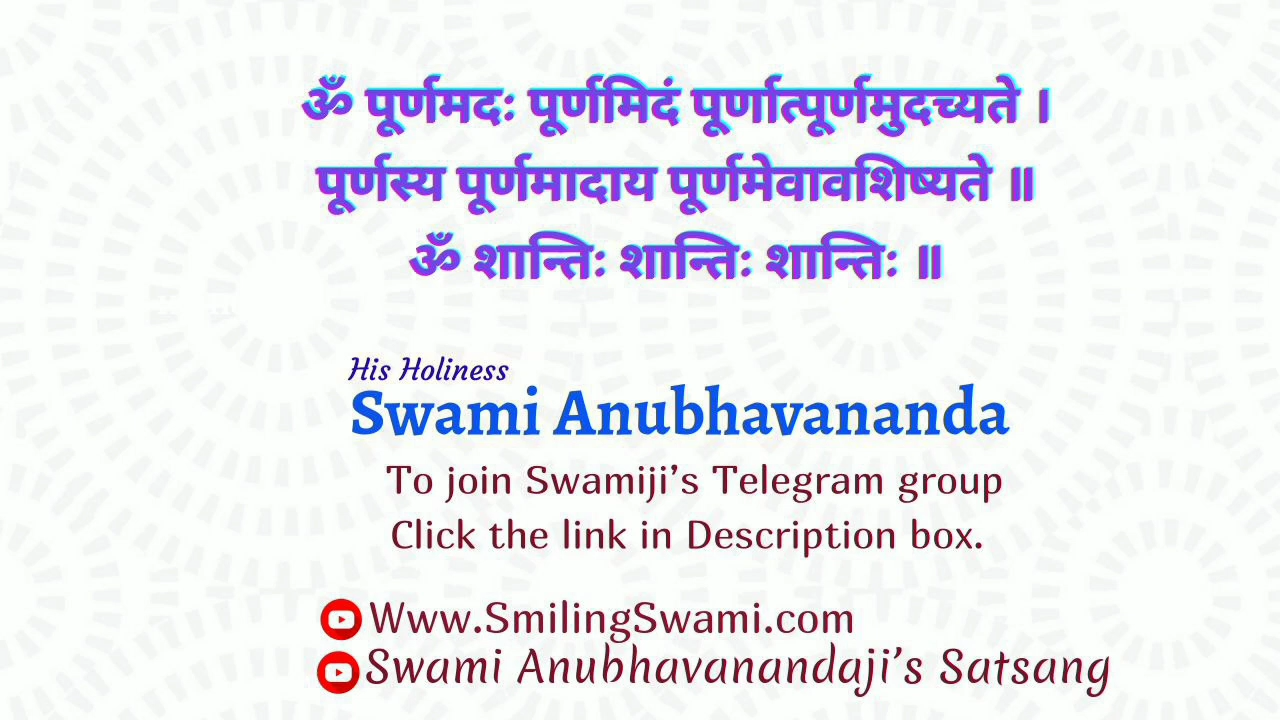 ॐ पूर्णमदः पूर्णमिदं पूर्णात्पूर्णमुदच्यते ।
पूर्णस्य पूर्णमादाय पूर्णमेवावशिष्यते ॥
ॐ शान्तिः शान्तिः शान्तिः ॥
His Holiness
Swami Anubhavananda
To join Swamiji’s Telegram group
Click the link in Description box.
Www.SmilingSwami.com
Swami Anubhavanandaji’s Satsang